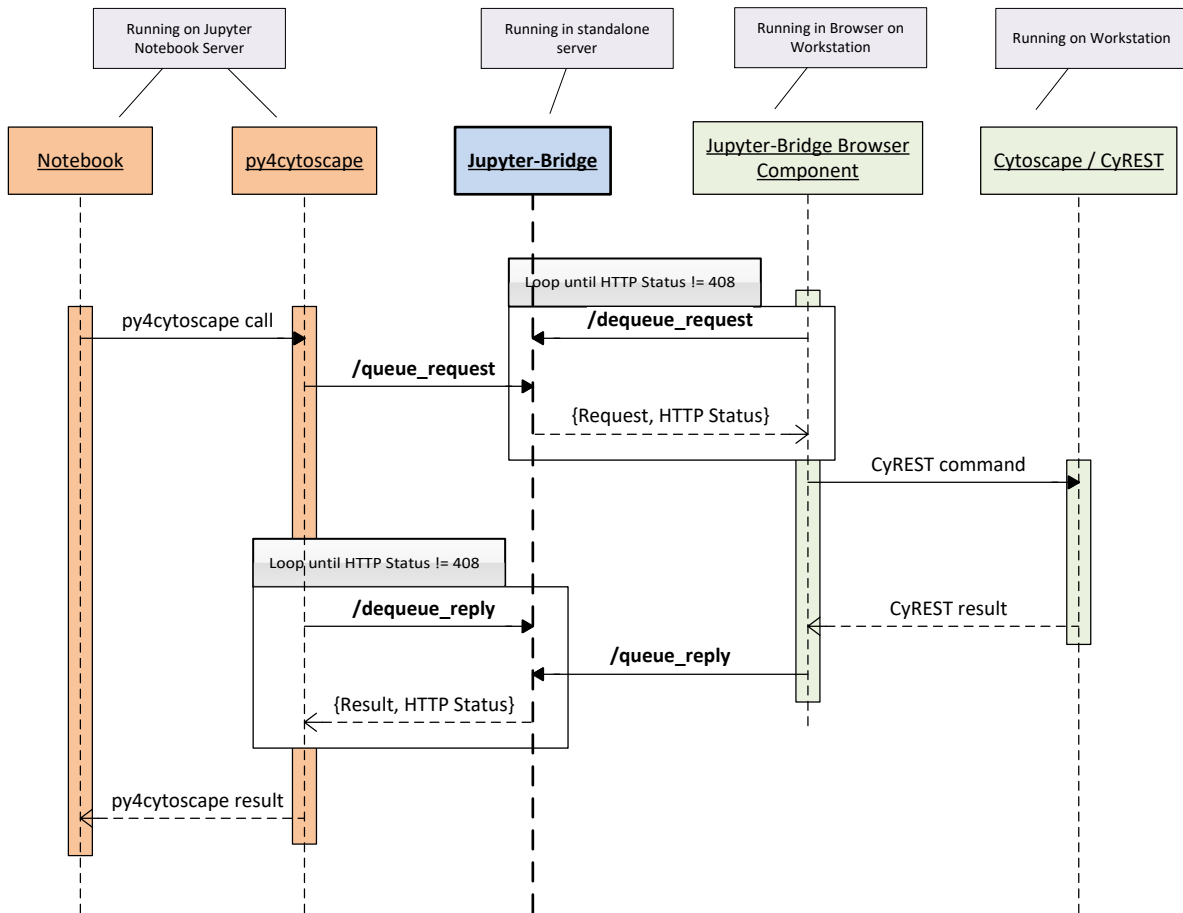 Running on Jupyter
Notebook Server
Running in standalone
server
Running in Browser on
Workstation
Running on Workstation
Notebook
py4cytoscape
Jupyter-Bridge
Jupyter-Bridge Browser
Component
Cytoscape / CyREST
Loop until HTTP Status != 408
py4cytoscape call
/dequeue_request
/queue_request
{Request, HTTP Status}
CyREST command
Loop until HTTP Status != 408
/dequeue_reply
CyREST result
/queue_reply
{Result, HTTP Status}
py4cytoscape result